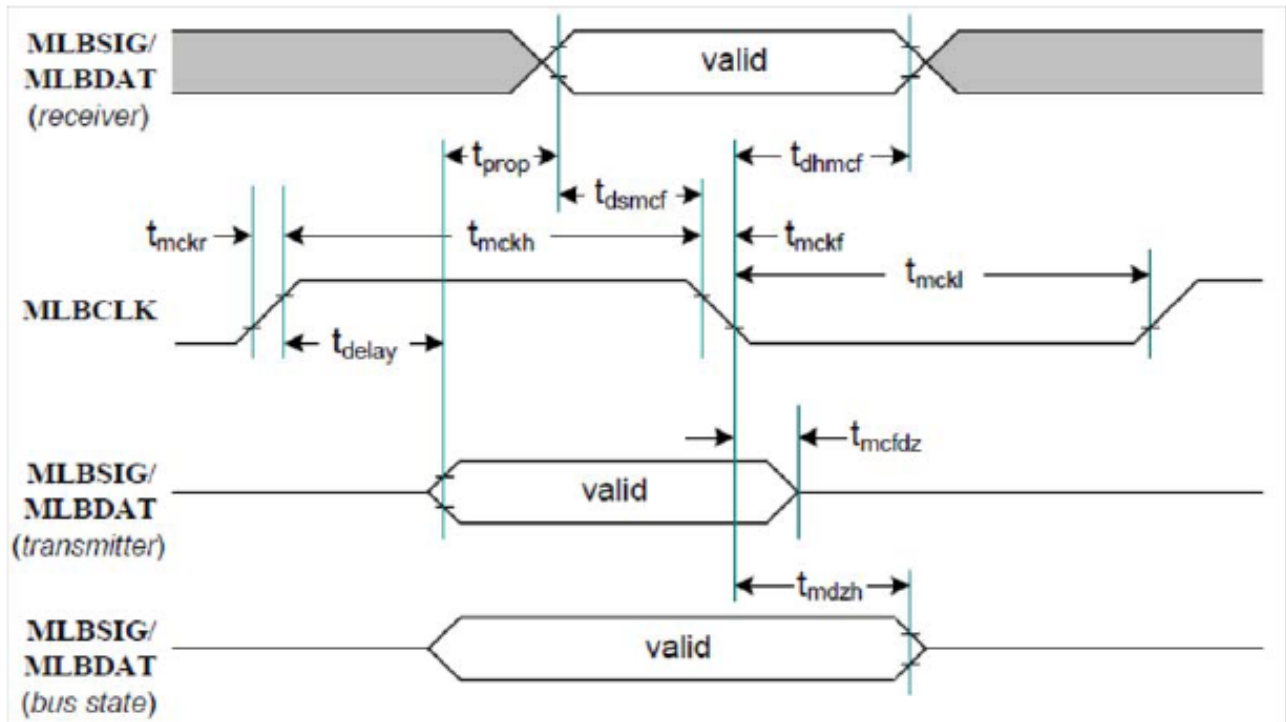 MLBSIG/
MLBDAT
(receiver)
valid
tprop
tdhmcf
tdsmcf
tmckr
tmckh
tmckf
tmckl
MLBCLK
tdelay
tmcfdz
MLBSIG/
MLBDAT
(transmitter)
valid
tmdzh
MLBSIG/
MLBDAT
(bus state)
valid